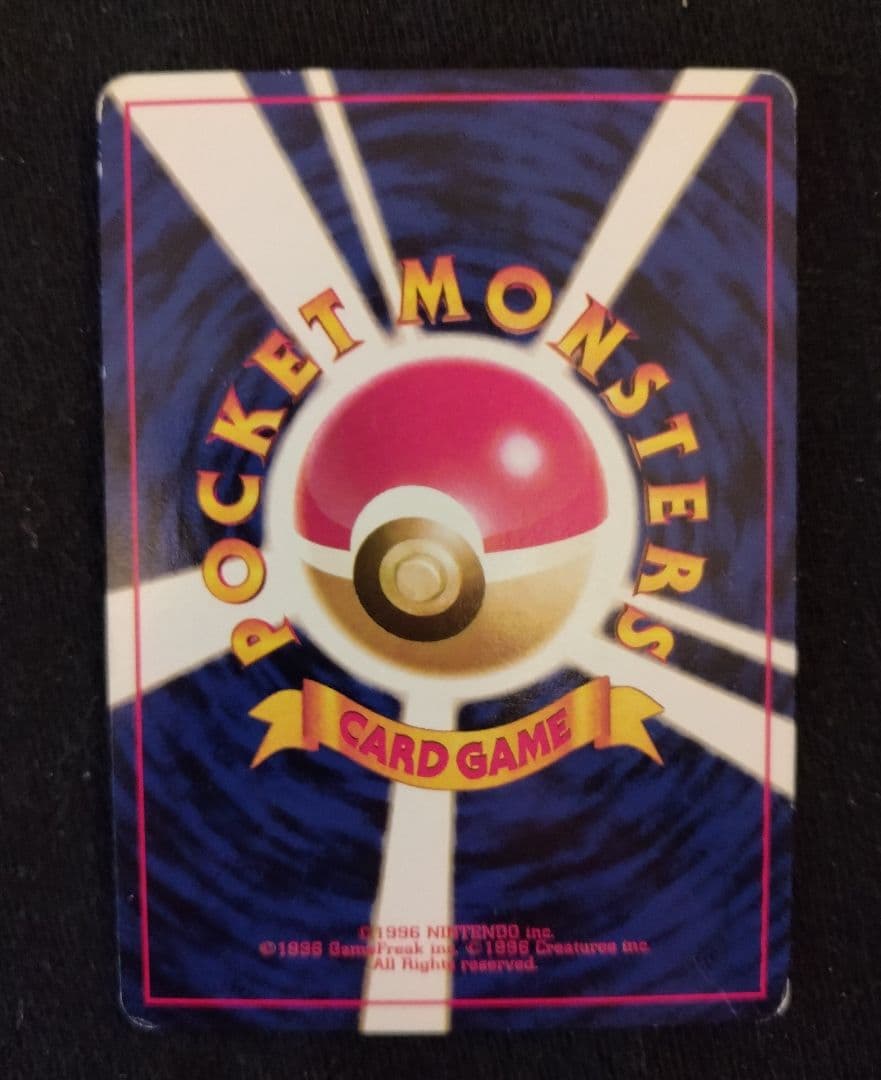 POCKET MONSTERS
CARD GAME
©1996 NINTENDO inc.
©1996 GameFreak inc. ©1996 Creatures inc.
All Rights reserved.